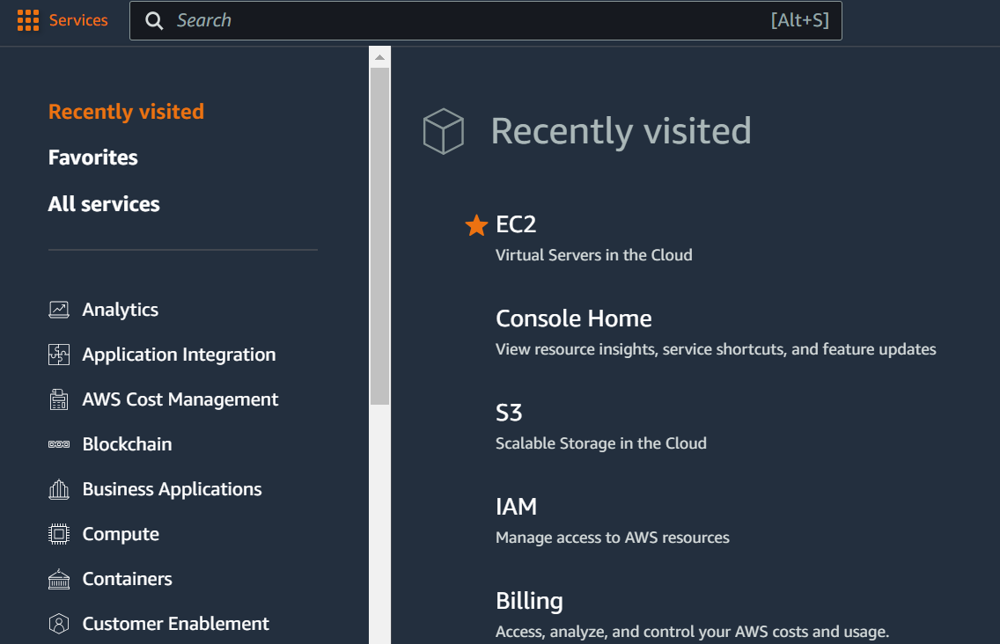 Services
Search
[Alt+S]
Recently visited
Favorites
All services
Analytics
Application Integration
AWS Cost Management
Blockchain
Business Applications
Compute
Containers
Customer Enablement
Recently visited
EC2
Virtual Servers in the Cloud
Console Home
View resource insights, service shortcuts, and feature updates
S3
Scalable Storage in the Cloud
IAM
Manage access to AWS resources
Billing
Access, analyze, and control your AWS costs and usage.